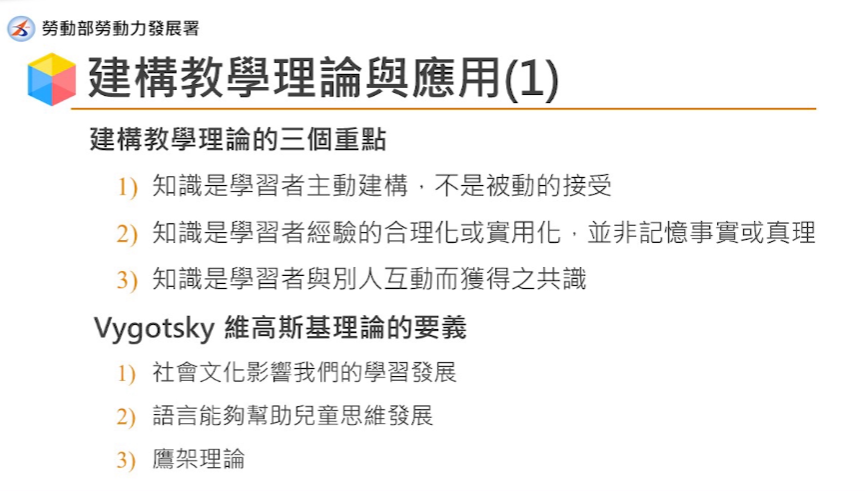 勞動部勞動力發展署
建構教學理論與應用(1)
建構教學理論的三個重點
1) 知識是學習者主動建構，不是被動的接受
2) 知識是學習者經驗的合理化或實用化，並非記憶事實或真理
3) 知識是學習者與別人互動而獲得之共識
Vygotsky 維高斯基理論的要義
1) 社會文化影響我們的學習發展
2) 語言能夠幫助兒童思維發展
3) 鷹架理論